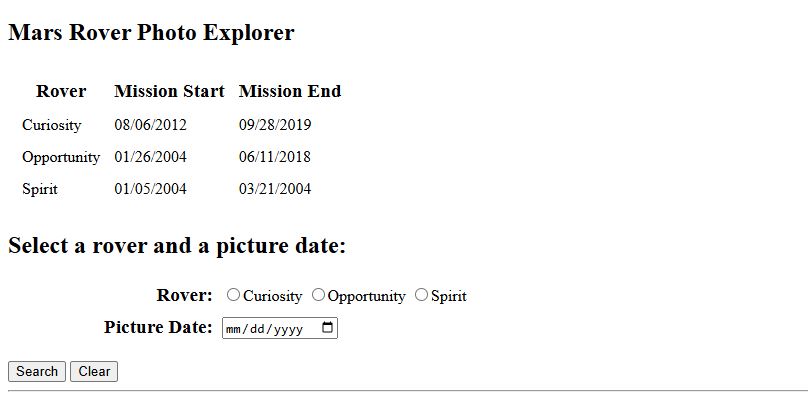 Mars Rover Photo Explorer
Rover Mission Start Mission End
Curiosity 08/06/2012 09/28/2019
Opportunity 01/26/2004 06/11/2018
Spirit 01/05/2004 03/21/2004
Select a rover and a picture date:
Rover: Curiosity Opportunity Spirit
Picture Date: mm/dd/yyyy
Search Clear